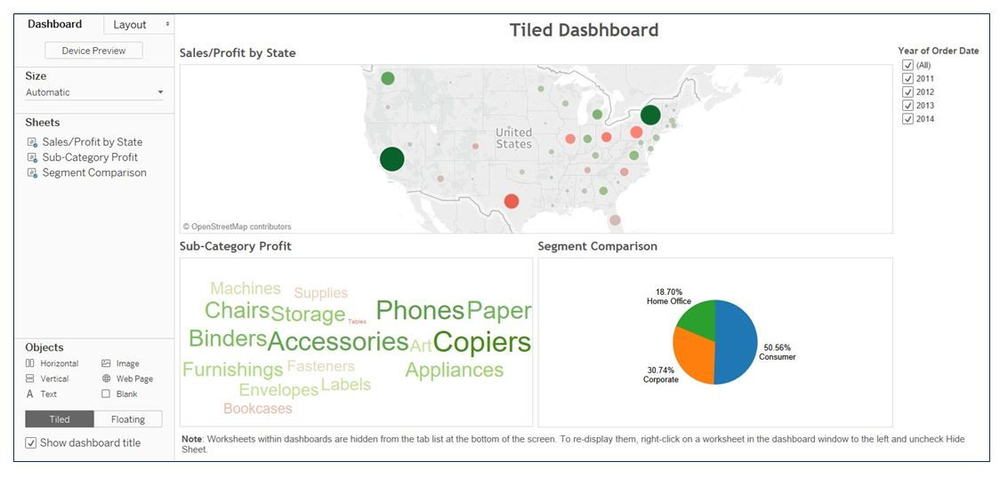 Dashboard
Layout
Device Preview
Size
Automatic
Sheets
Sales/Profit by State
Sub-Category Profit
Segment Comparison
Objects
Horizontal
Image
Vertical
Web Page
A Text
Blank
Tiled
Floating
Show dashboard title
Tiled Dasbhboard
Sales/Profit by State
United
States
© OpenStreetMap contributors
Year of Order Date
(All)
2011
2012
2013
2014
Sub-Category Profit
Machines Supplies
Chairs Storage Tables Phones Paper
Binders Accessories Art Copiers
Furnishings Fasteners Appliances
Envelopes Labels
Bookcases
Segment Comparison
18.70%
Home Office
50.56%
Consumer
30.74%
Corporate
Note: Worksheets within dashboards are hidden from the tab list at the bottom of the screen. To re-display them, right-click on a worksheet in the dashboard window to the left and uncheck Hide
Sheet.